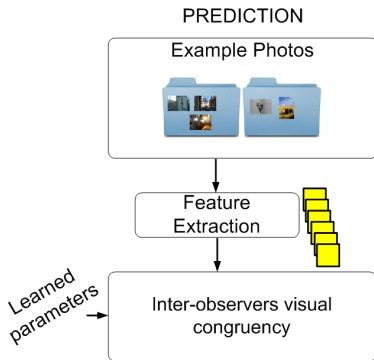 PREDICTION
Example Photos
Feature
Extraction
Learned
parameters
Inter-observers visual
congruency